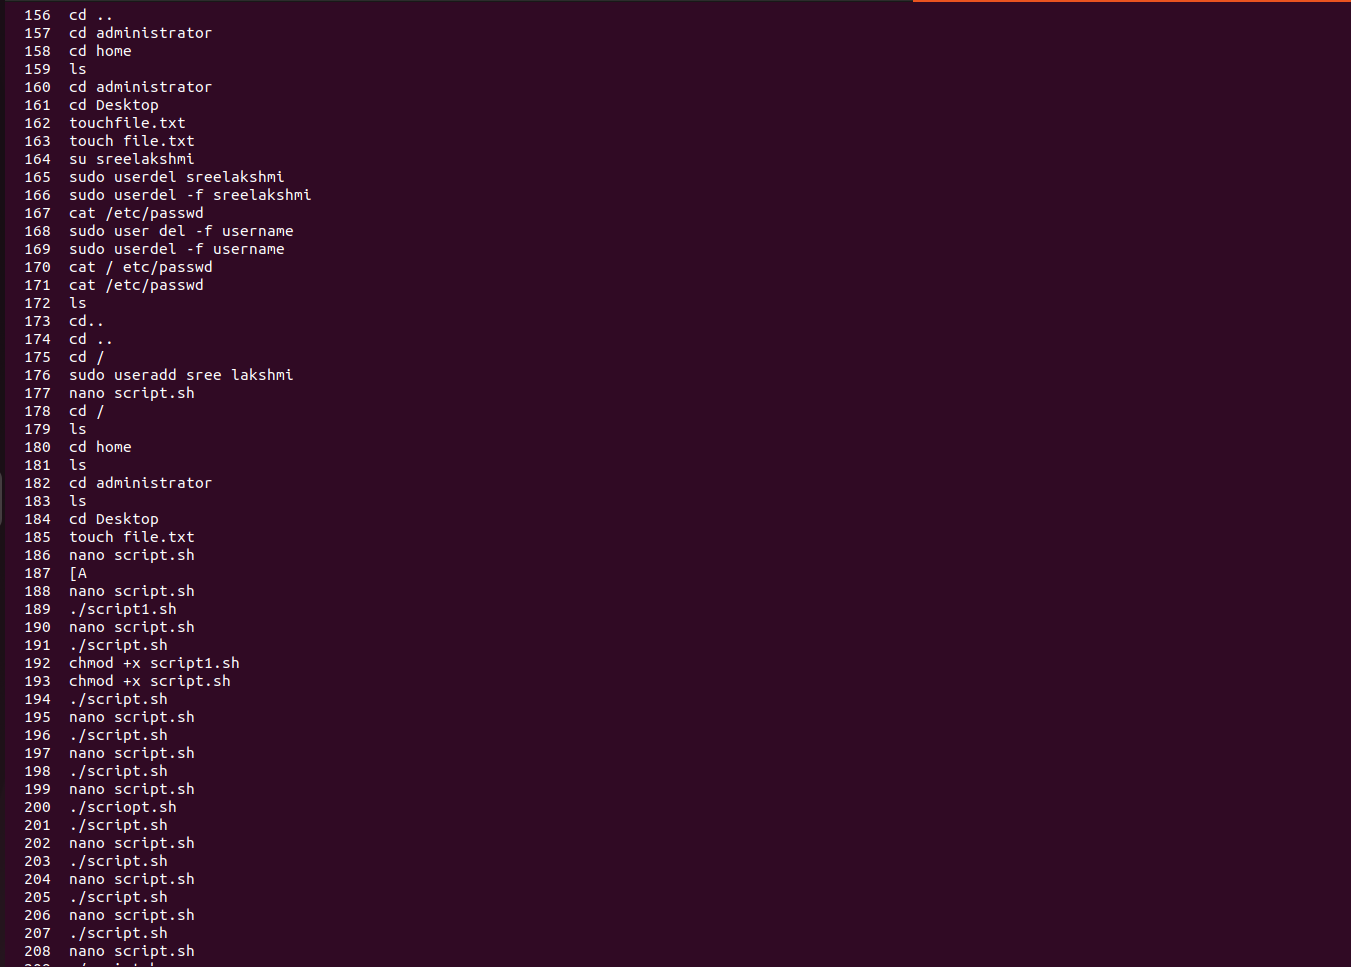 156 cd ..
157 cd administrator
158 cd home
159 ls
160 cd administrator
161 cd Desktop
162 touchfile.txt
163 touch file.txt
164 su sreelakshmi
165 sudo userdel sreelakshmi
166 sudo userdel -f sreelakshmi
167 cat /etc/passwd
168 sudo user del -f username
169 sudo userdel -f username
170 cat / etc/passwd
171 cat /etc/passwd
172 ls
173 cd..
174 cd ..
175 cd /
176 sudo useradd sree lakshmi
177 nano script.sh
178 cd /
179 ls
180 cd home
181 ls
182 cd administrator
183 ls
184 cd Desktop
185 touch file.txt
186 nano script.sh
187 [A
188 nano script.sh
189 ./script1.sh
190 nano script.sh
191 ./script.sh
192 chmod +x script1.sh
193 chmod +x script.sh
194 ./script.sh
195 nano script.sh
196 ./script.sh
197 nano script.sh
198 ./script.sh
199 nano script.sh
200 ./scriopt.sh
201 ./script.sh
202 nano script.sh
203 ./script.sh
204 nano script.sh
205 ./script.sh
206 nano script.sh
207 ./script.sh
208 nano script.sh